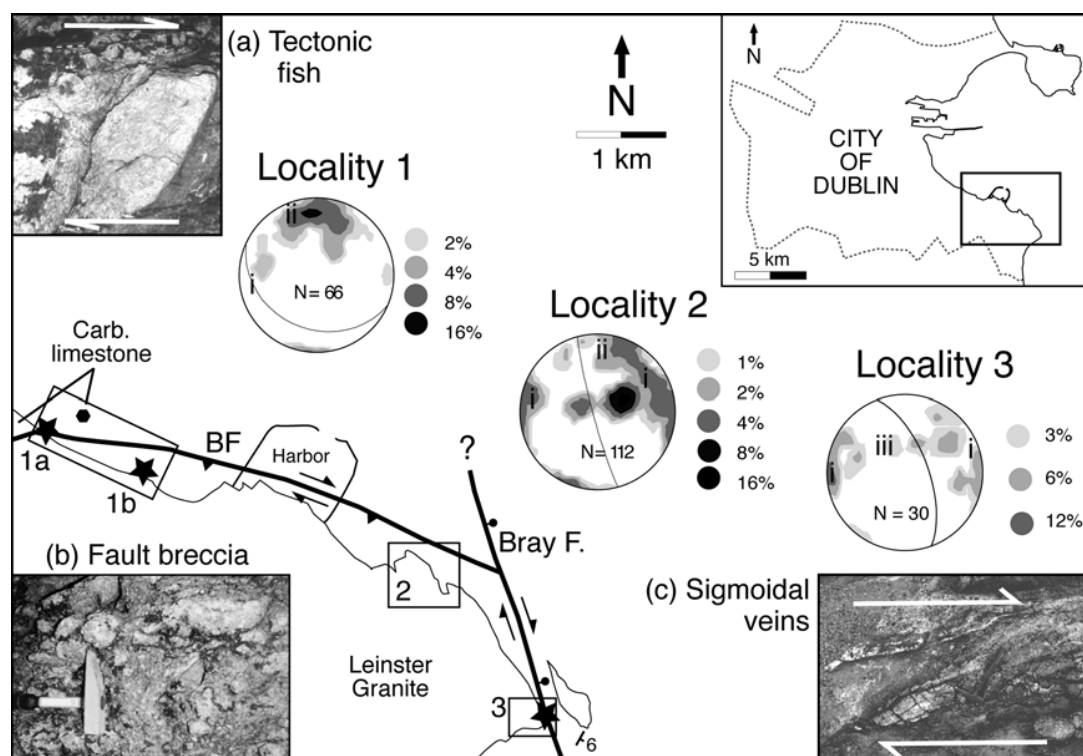 (a) Tectonic
fish
N
1 km
N
CITY
OF
DUBLIN
5 km
Locality 1
ii
i
N = 66
2%
4%
8%
16%
Locality 2
ii
i
i
N = 112
1%
2%
4%
8%
16%
Locality 3
iii
i
i
N = 30
3%
6%
12%
Carb.
limestone
1a
1b
BF
Harbor
?
Bray F.
2
Leinster
Granite
3
6
(b) Fault breccia
(c) Sigmoidal
veins